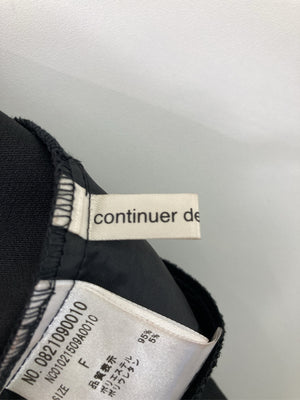 continuer de
NO. 0821090010
NC01021509A0010
SIZE F
品質表示
ポリエステル 95%
ポリウレタン 5%